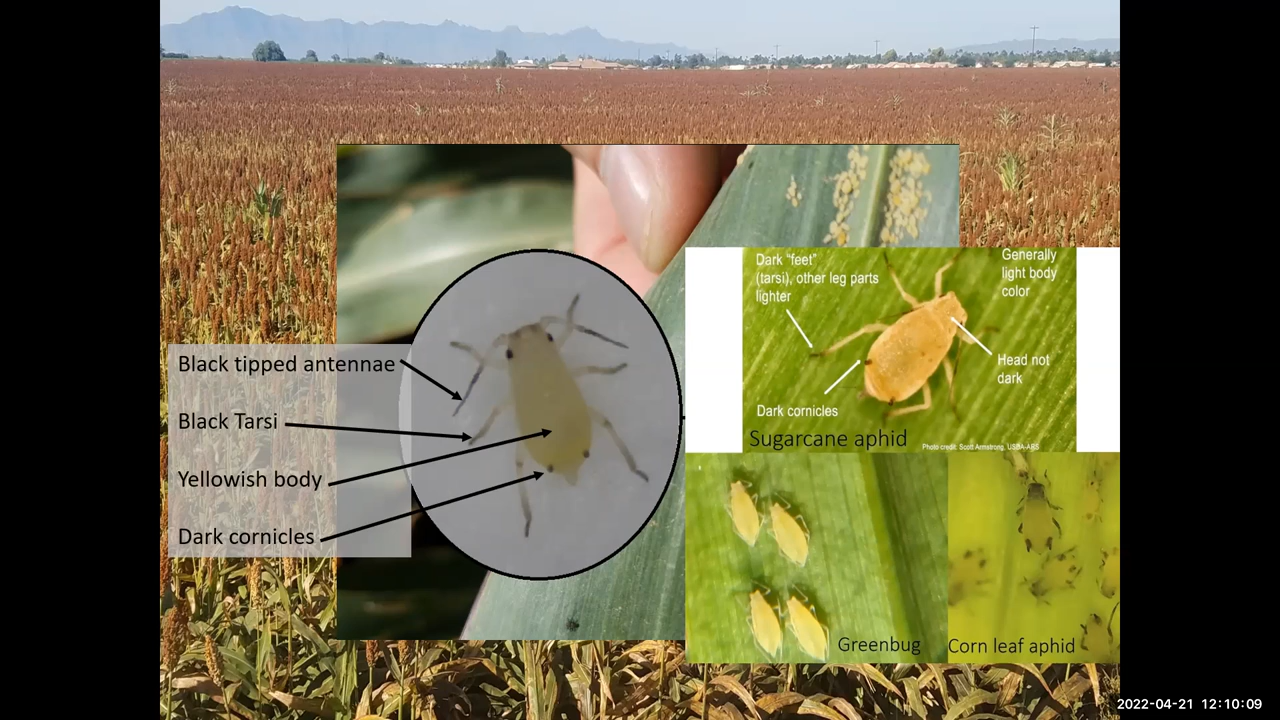 Black tipped antennae
Black Tarsi
Yellowish body
Dark cornicles
Dark “feet”
(tarsi), other leg parts
lighter
Generally
light body
color
Head not
dark
Dark cornicles
Sugarcane aphid
Photo credit: Scott Armstrong, USDA-ARS
Greenbug
Corn leaf aphid
2022-04-21 12:10:09